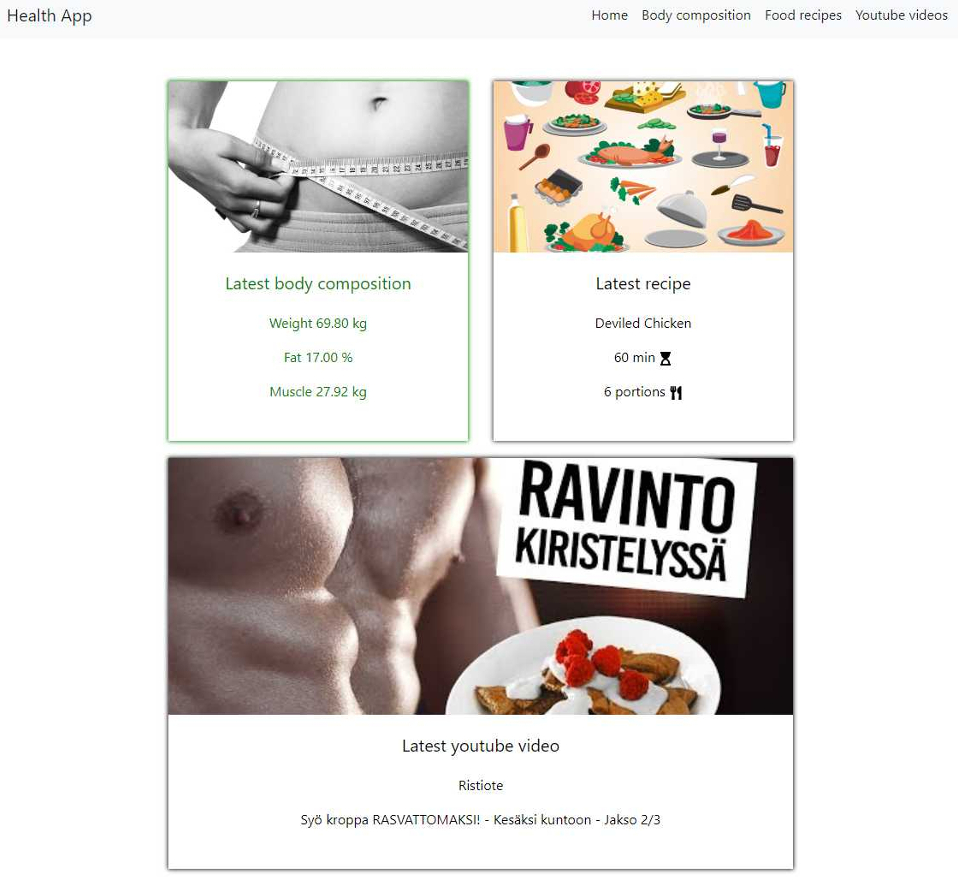 Health App
Home Body composition Food recipes Youtube videos
Latest body composition
Weight 69.80 kg
Fat 17.00 %
Muscle 27.92 kg
Latest recipe
Deviled Chicken
60 min
6 portions
RAVINTO
KIRISTELYSSÄ
Latest youtube video
Ristiote
Syö kroppa RASVATTOMAKSI! - Kesäksi kuntoon - Jakso 2/3